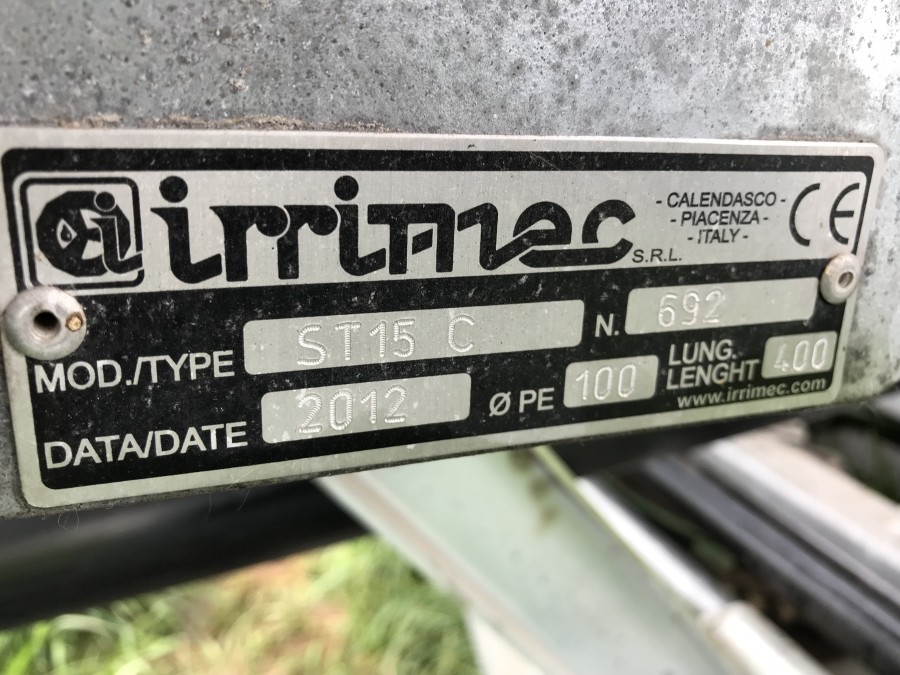 irrimec S.R.L.
- CALENDASCO -
- PIACENZA -
- ITALY -
CE
MOD./TYPE ST15 C N. 692
DATA/DATE 2012 Ø PE 100 LUNG. LENGHT 400
www.irrimec.com